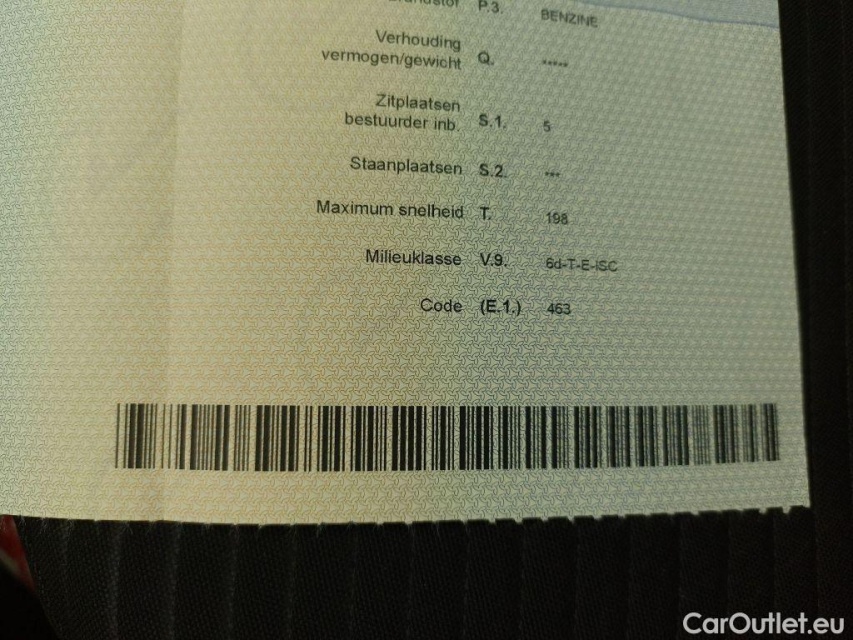 P.3. BENZINE
Verhouding
vermogen/gewicht Q. *****
Zitplaatsen
bestuurder inb. S.1. 5
Staanplaatsen S.2. ***
Maximum snelheid T. 198
Milieuklasse V.9. 6d-T-E-ISC
Code (E.1.) 463
CarOutlet.eu